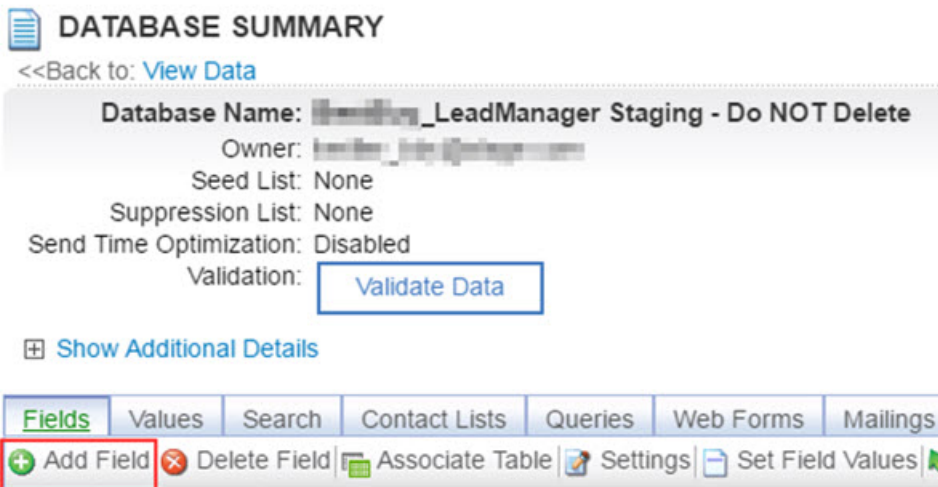 DATABASE SUMMARY
<<Back to: View Data
Database Name: _LeadManager Staging - Do NOT Delete
Owner:
Seed List: None
Suppression List: None
Send Time Optimization: Disabled
Validation: Validate Data
Show Additional Details
Fields Values Search Contact Lists Queries Web Forms Mailings
Add Field Delete Field Associate Table Settings Set Field Values